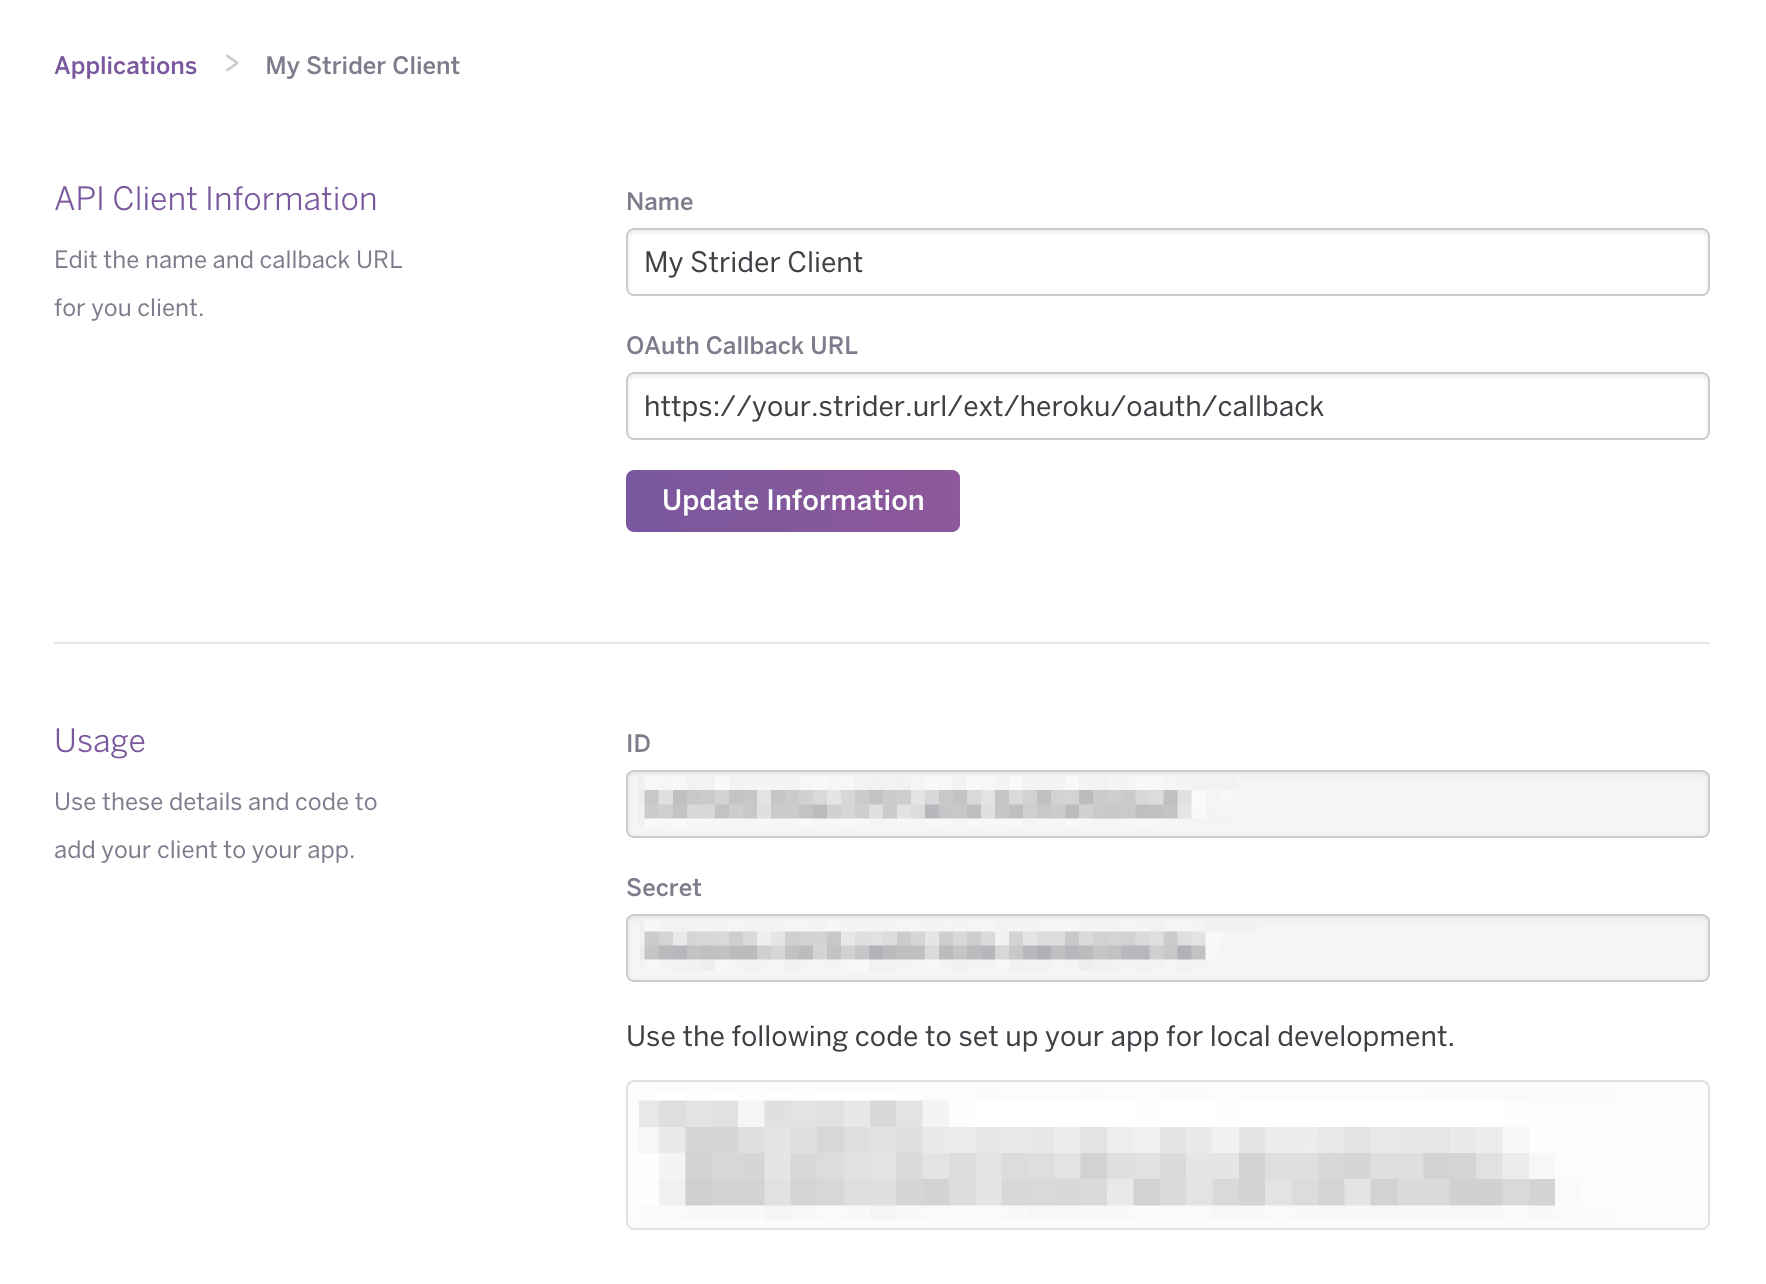 Applications > My Strider Client
API Client Information
Edit the name and callback URL
for you client.
Name
My Strider Client
OAuth Callback URL
https://your.strider.url/ext/heroku/oauth/callback
Update Information
Usage
Use these details and code to
add your client to your app.
ID
Secret
Use the following code to set up your app for local development.